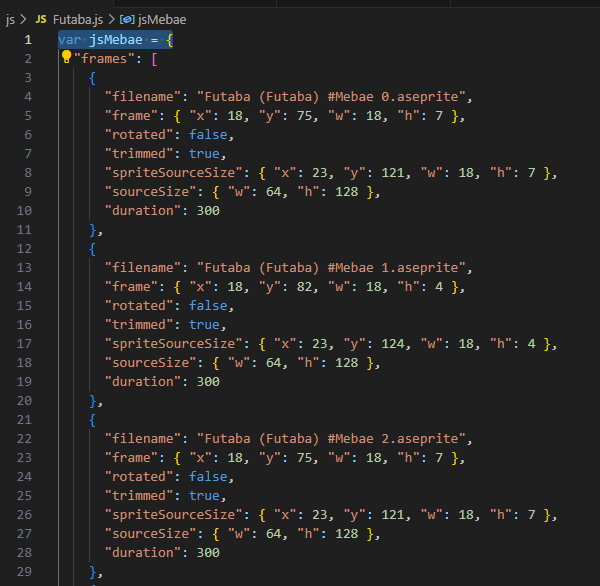 js > JS Futaba.js > jsMebae
1 var jsMebae = {
2 "frames": [
3 {
4 "filename": "Futaba (Futaba) #Mebae 0.aseprite",
5 "frame": { "x": 18, "y": 75, "w": 18, "h": 7 },
6 "rotated": false,
7 "trimmed": true,
8 "spriteSourceSize": { "x": 23, "y": 121, "w": 18, "h": 7 },
9 "sourceSize": { "w": 64, "h": 128 },
10 "duration": 300
11 },
12 {
13 "filename": "Futaba (Futaba) #Mebae 1.aseprite",
14 "frame": { "x": 18, "y": 82, "w": 18, "h": 4 },
15 "rotated": false,
16 "trimmed": true,
17 "spriteSourceSize": { "x": 23, "y": 124, "w": 18, "h": 4 },
18 "sourceSize": { "w": 64, "h": 128 },
19 "duration": 300
20 },
21 {
22 "filename": "Futaba (Futaba) #Mebae 2.aseprite",
23 "frame": { "x": 18, "y": 75, "w": 18, "h": 7 },
24 "rotated": false,
25 "trimmed": true,
26 "spriteSourceSize": { "x": 23, "y": 121, "w": 18, "h": 7 },
27 "sourceSize": { "w": 64, "h": 128 },
28 "duration": 300
29 },